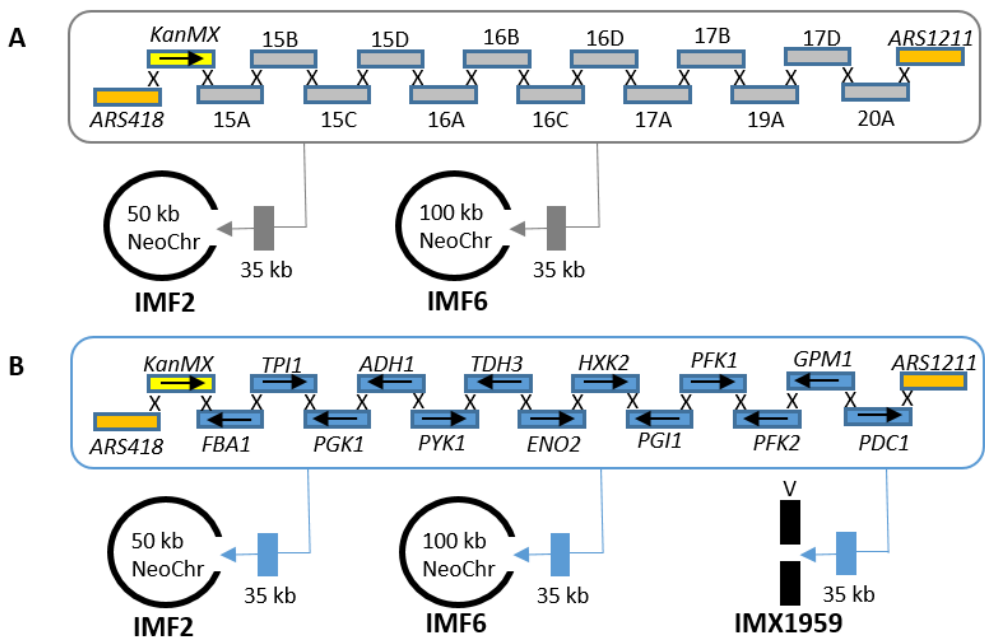 A
KanMX 15B 15D 16B 16D 17B 17D ARS1211
X X X X X X X X X X X X X X X
ARS418 15A 15C 16A 16C 17A 19A 20A
50 kb
NeoChr
35 kb
IMF2
100 kb
NeoChr
35 kb
IMF6
B
KanMX TPI1 ADH1 TDH3 HXK2 PFK1 GPM1 ARS1211
X X X X X X X X X X X X X X X
ARS418 FBA1 PGK1 PYK1 ENO2 PGI1 PFK2 PDC1
50 kb
NeoChr
35 kb
IMF2
100 kb
NeoChr
35 kb
IMF6
V
35 kb
IMX1959